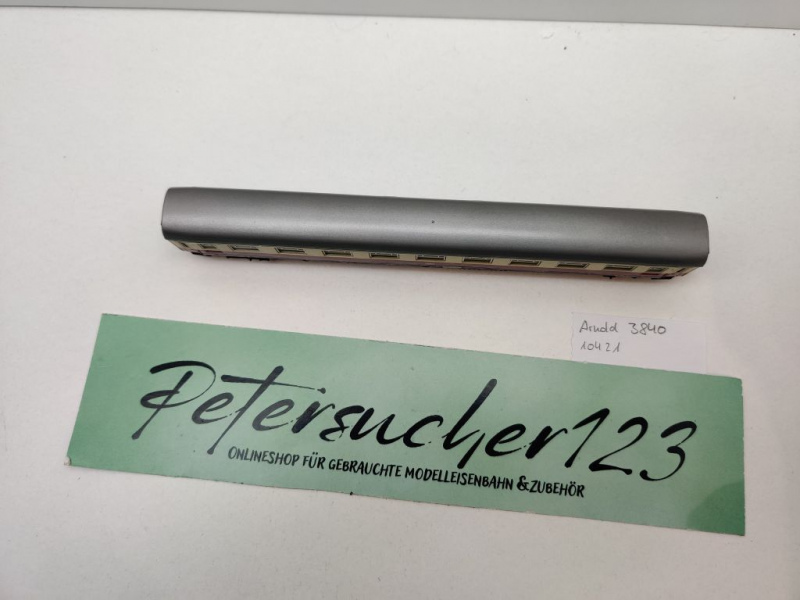 Arnold 3840
10421
Petersucher123
ONLINESHOP FÜR GEBRAUCHTE MODELLEISENBAHN & ZUBEHÖR